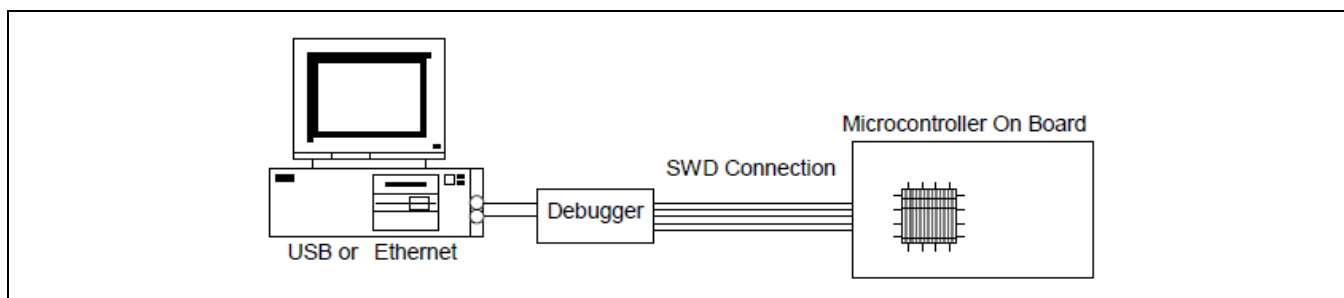 Microcontroller On Board
SWD Connection
Debugger
USB or Ethernet